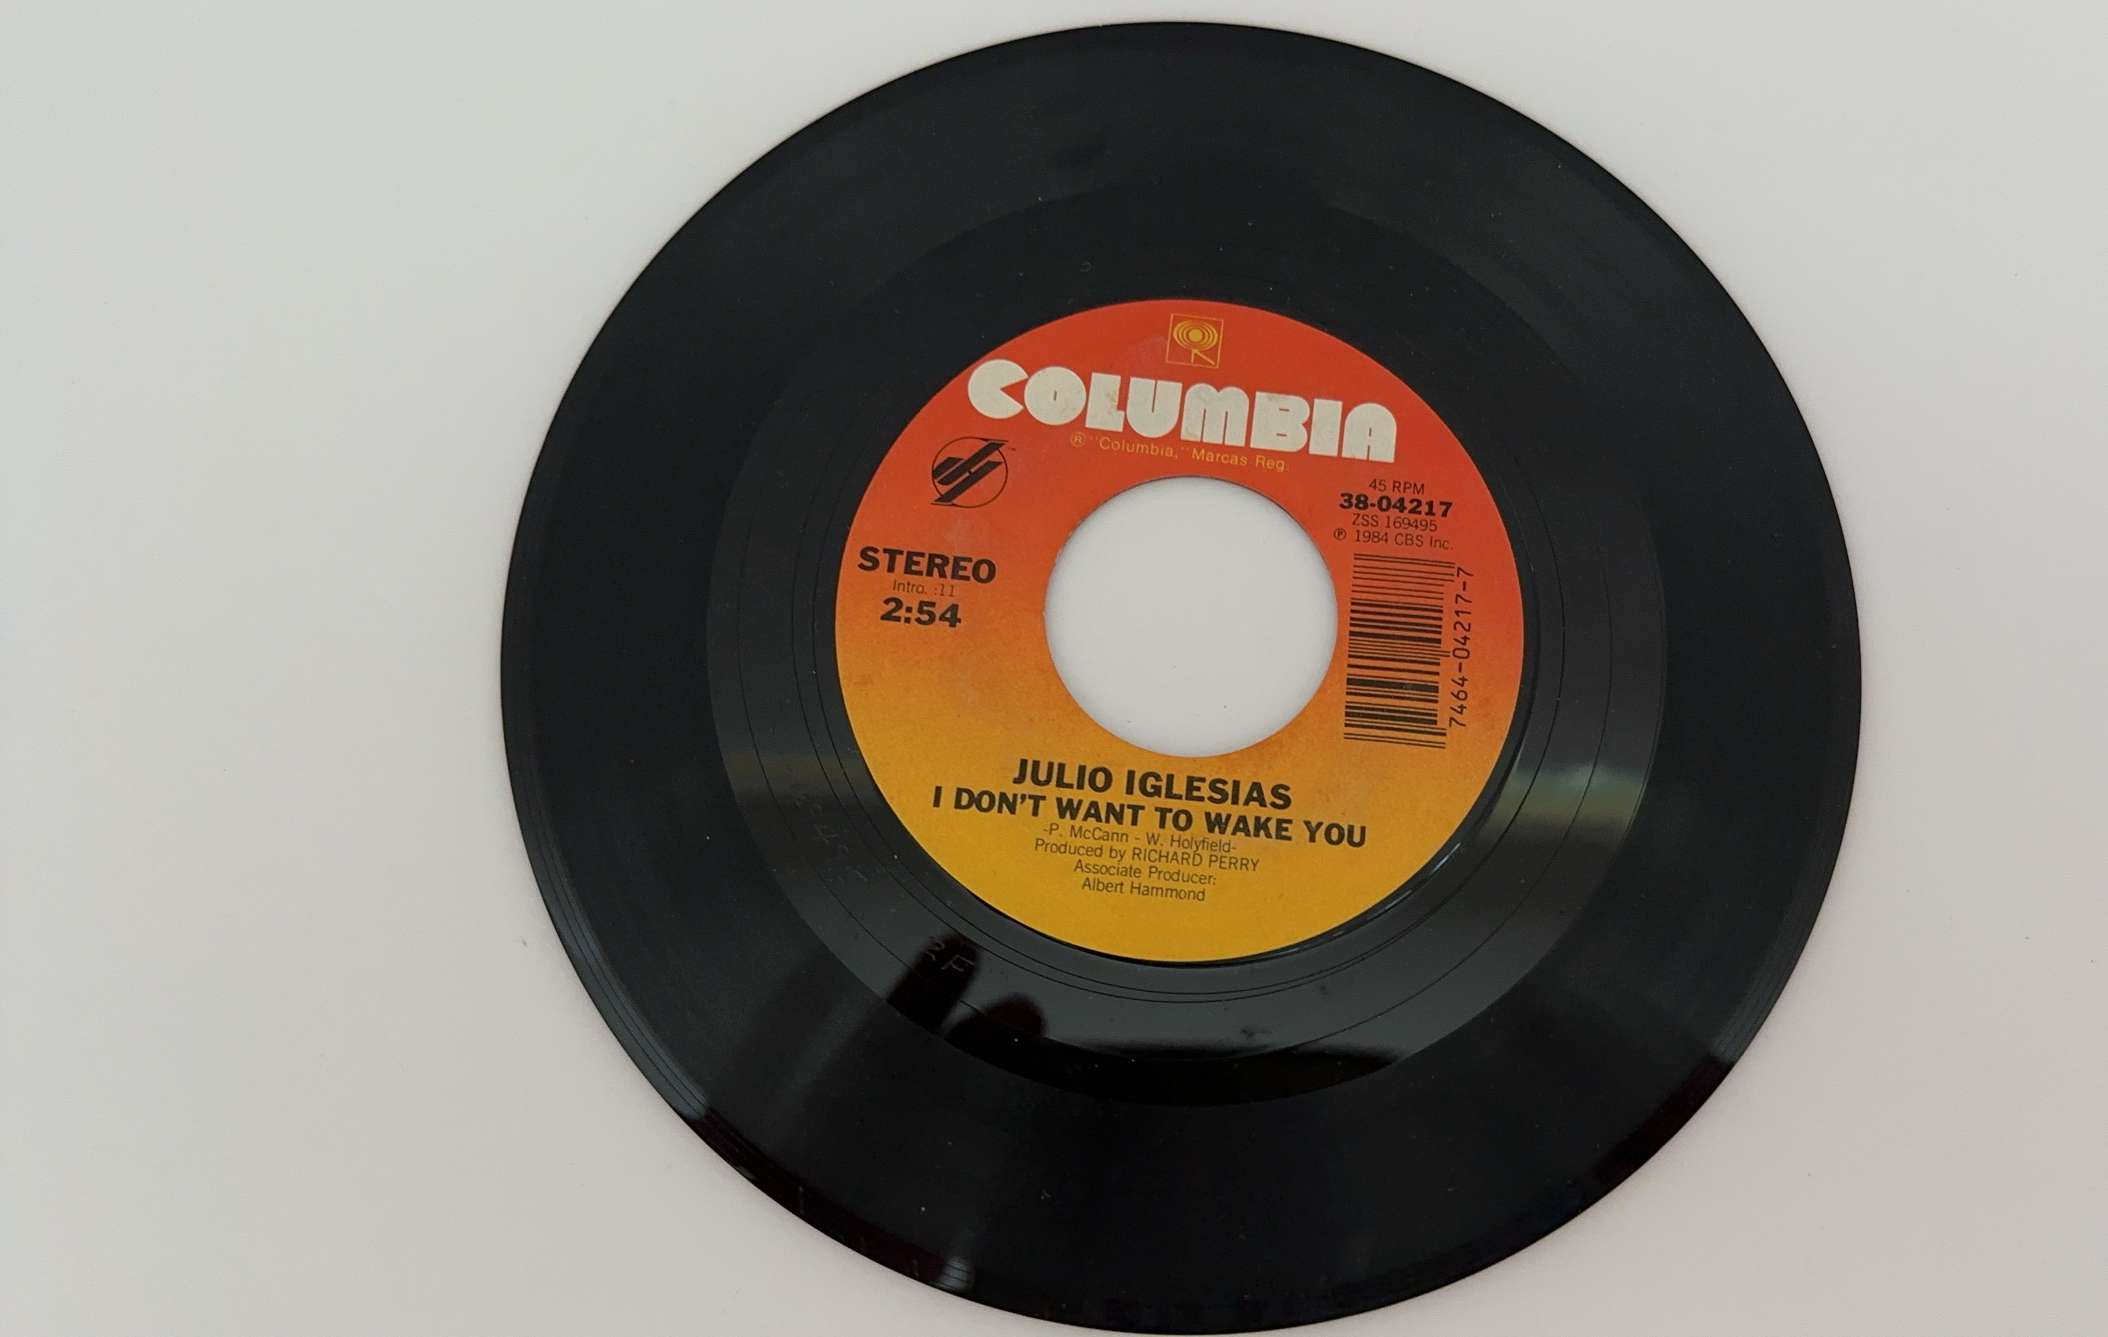 COLUMBIA
® "Columbia," Marcas Reg.
45 RPM
38-04217
ZSS 169495
℗ 1984 CBS Inc.
STEREO
Intro. :11
2:54
7464-04217-7
JULIO IGLESIAS
I DON'T WANT TO WAKE YOU
-P. McCann - W. Holyfield-
Produced by RICHARD PERRY
Associate Producer:
Albert Hammond